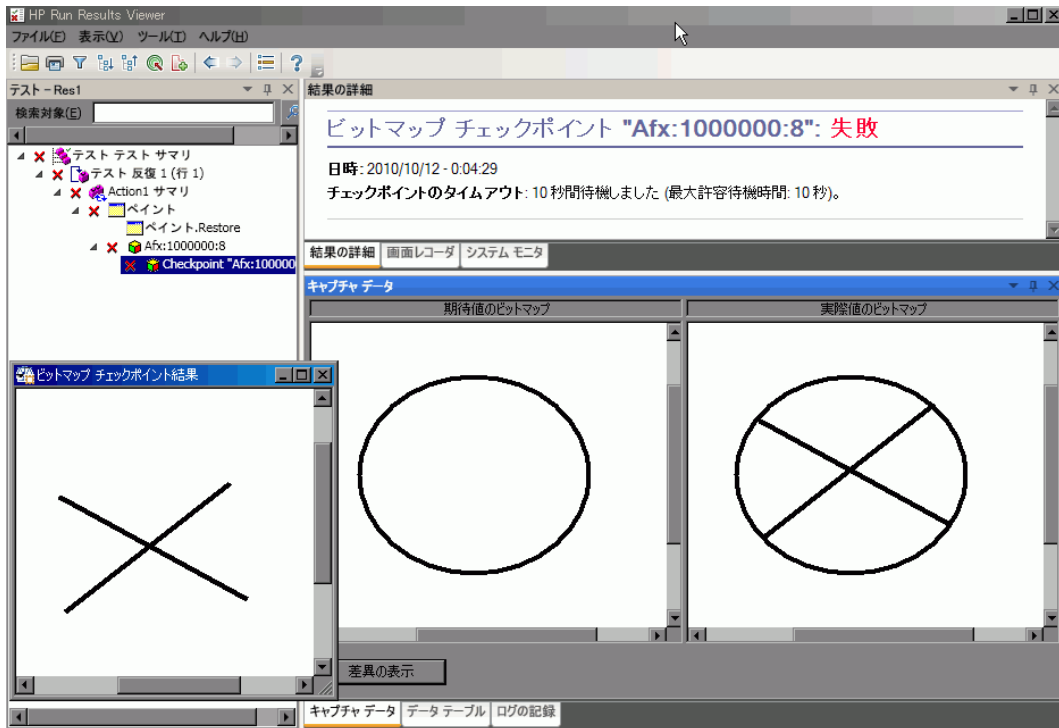 HP Run Results Viewer
ファイル(F) 表示(V) ツール(T) ヘルプ(H)
テスト - Res1
検索対象(E)
テスト テスト サマリ
テスト 反復 1 (行 1)
Action1 サマリ
ペイント
ペイント.Restore
Afx:1000000:8
Checkpoint "Afx:100000
結果の詳細
ビットマップ チェックポイント "Afx:1000000:8": 失敗
日時: 2010/10/12 - 0:04:29
チェックポイントのタイムアウト: 10 秒間待機しました (最大許容待機時間: 10 秒)。
結果の詳細 画面レコーダ システム モニタ
キャプチャ データ
期待値のビットマップ 実際値のビットマップ
ビットマップ チェックポイント結果
差異の表示
キャプチャ データ データ テーブル ログの記録